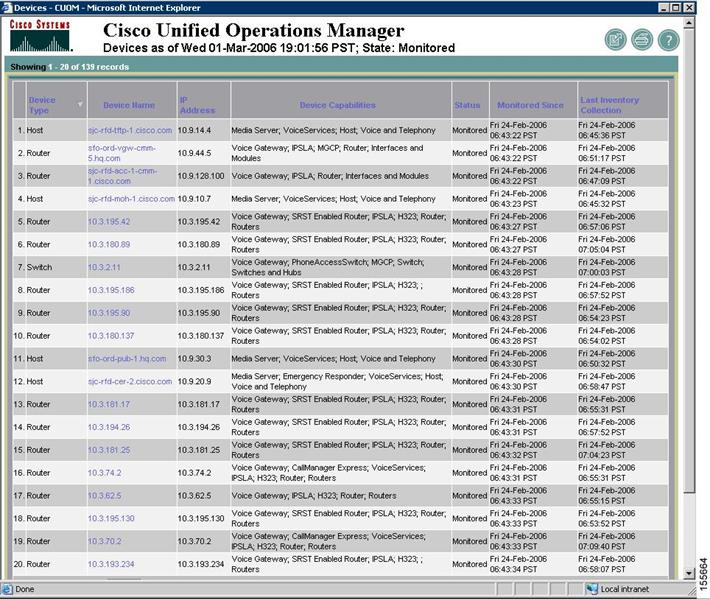 Devices - CUOM - Microsoft Internet Explorer
CISCO SYSTEMS
Cisco Unified Operations Manager
Devices as of Wed 01-Mar-2006 19:01:56 PST; State: Monitored
Showing 1 - 20 of 139 records
Device Type Device Name IP Address Device Capabilities Status Monitored Since Last Inventory Collection
1. Host sjc-rfd-tftp-1.cisco.com 10.9.14.4 Media Server; VoiceServices; Host; Voice and Telephony Monitored Fri 24-Feb-2006 06:43:22 PST Fri 24-Feb-2006 06:45:36 PST
2. Router sfo-ord-vgw-cmm-5.hq.com 10.9.44.5 Voice Gateway; IPSLA; MGCP; Router; Interfaces and Modules Monitored Fri 24-Feb-2006 06:43:22 PST Fri 24-Feb-2006 06:51:17 PST
3. Router sjc-rfd-acc-1-cmm-1.cisco.com 10.9.128.100 Voice Gateway; IPSLA; Router; Interfaces and Modules Monitored Fri 24-Feb-2006 06:43:22 PST Fri 24-Feb-2006 06:47:09 PST
4. Host sjc-rfd-moh-1.cisco.com 10.9.10.7 Media Server; VoiceServices; Host; Voice and Telephony Monitored Fri 24-Feb-2006 06:43:23 PST Fri 24-Feb-2006 06:45:32 PST
5. Router 10.3.195.42 10.3.195.42 Voice Gateway; SRST Enabled Router; IPSLA; H323; Router; Routers Monitored Fri 24-Feb-2006 06:43:27 PST Fri 24-Feb-2006 06:57:06 PST
6. Router 10.3.180.89 10.3.180.89 Voice Gateway; SRST Enabled Router; IPSLA; H323; Router; Routers Monitored Fri 24-Feb-2006 06:43:27 PST Fri 24-Feb-2006 07:05:04 PST
7. Switch 10.3.2.11 10.3.2.11 Voice Gateway; PhoneAccessSwitch; MGCP; Switch; Switches and Hubs Monitored Fri 24-Feb-2006 06:43:28 PST Fri 24-Feb-2006 07:00:03 PST
8. Router 10.3.195.186 10.3.195.186 Voice Gateway; SRST Enabled Router; IPSLA; H323; ; Routers Monitored Fri 24-Feb-2006 06:43:28 PST Fri 24-Feb-2006 06:57:52 PST
9. Router 10.3.195.90 10.3.195.90 Voice Gateway; SRST Enabled Router; IPSLA; H323; Router; Routers Monitored Fri 24-Feb-2006 06:43:28 PST Fri 24-Feb-2006 06:54:23 PST
10. Router 10.3.180.137 10.3.180.137 Voice Gateway; SRST Enabled Router; IPSLA; H323; Router; Routers Monitored Fri 24-Feb-2006 06:43:28 PST Fri 24-Feb-2006 06:54:02 PST
11. Host sfo-ord-pub-1.hq.com 10.9.30.3 Media Server; VoiceServices; Host; Voice and Telephony Monitored Fri 24-Feb-2006 06:43:30 PST Fri 24-Feb-2006 06:50:32 PST
12. Host sjc-rfd-cer-2.cisco.com 10.9.20.9 Media Server; Emergency Responder; VoiceServices; Host; Voice and Telephony Monitored Fri 24-Feb-2006 06:43:30 PST Fri 24-Feb-2006 06:58:47 PST
13. Router 10.3.181.17 10.3.181.17 Voice Gateway; SRST Enabled Router; IPSLA; H323; Router; Routers Monitored Fri 24-Feb-2006 06:43:31 PST Fri 24-Feb-2006 06:55:31 PST
14. Router 10.3.194.26 10.3.194.26 Voice Gateway; SRST Enabled Router; IPSLA; H323; Router; Routers Monitored Fri 24-Feb-2006 06:43:31 PST Fri 24-Feb-2006 06:57:52 PST
15. Router 10.3.181.25 10.3.181.25 Voice Gateway; SRST Enabled Router; IPSLA; H323; Router; Routers Monitored Fri 24-Feb-2006 06:43:32 PST Fri 24-Feb-2006 07:04:23 PST
16. Router 10.3.74.2 10.3.74.2 Voice Gateway; CallManager Express; VoiceServices; IPSLA; H323; Router; Routers Monitored Fri 24-Feb-2006 06:43:31 PST Fri 24-Feb-2006 06:55:31 PST
17. Router 10.3.62.5 10.3.62.5 Voice Gateway; IPSLA; H323; Router; Routers Monitored Fri 24-Feb-2006 06:43:33 PST Fri 24-Feb-2006 06:55:15 PST
18. Router 10.3.195.130 10.3.195.130 Voice Gateway; SRST Enabled Router; IPSLA; H323; Router; Routers Monitored Fri 24-Feb-2006 06:43:33 PST Fri 24-Feb-2006 06:53:52 PST
19. Router 10.3.70.2 10.3.70.2 Voice Gateway; CallManager Express; VoiceServices; IPSLA; H323; Router; Routers Monitored Fri 24-Feb-2006 06:43:33 PST Fri 24-Feb-2006 07:09:40 PST
20. Router 10.3.193.234 10.3.193.234 Voice Gateway; SRST Enabled Router; IPSLA; H323; ; Routers Monitored Fri 24-Feb-2006 06:43:34 PST Fri 24-Feb-2006 06:58:07 PST
Done
Local intranet
155664